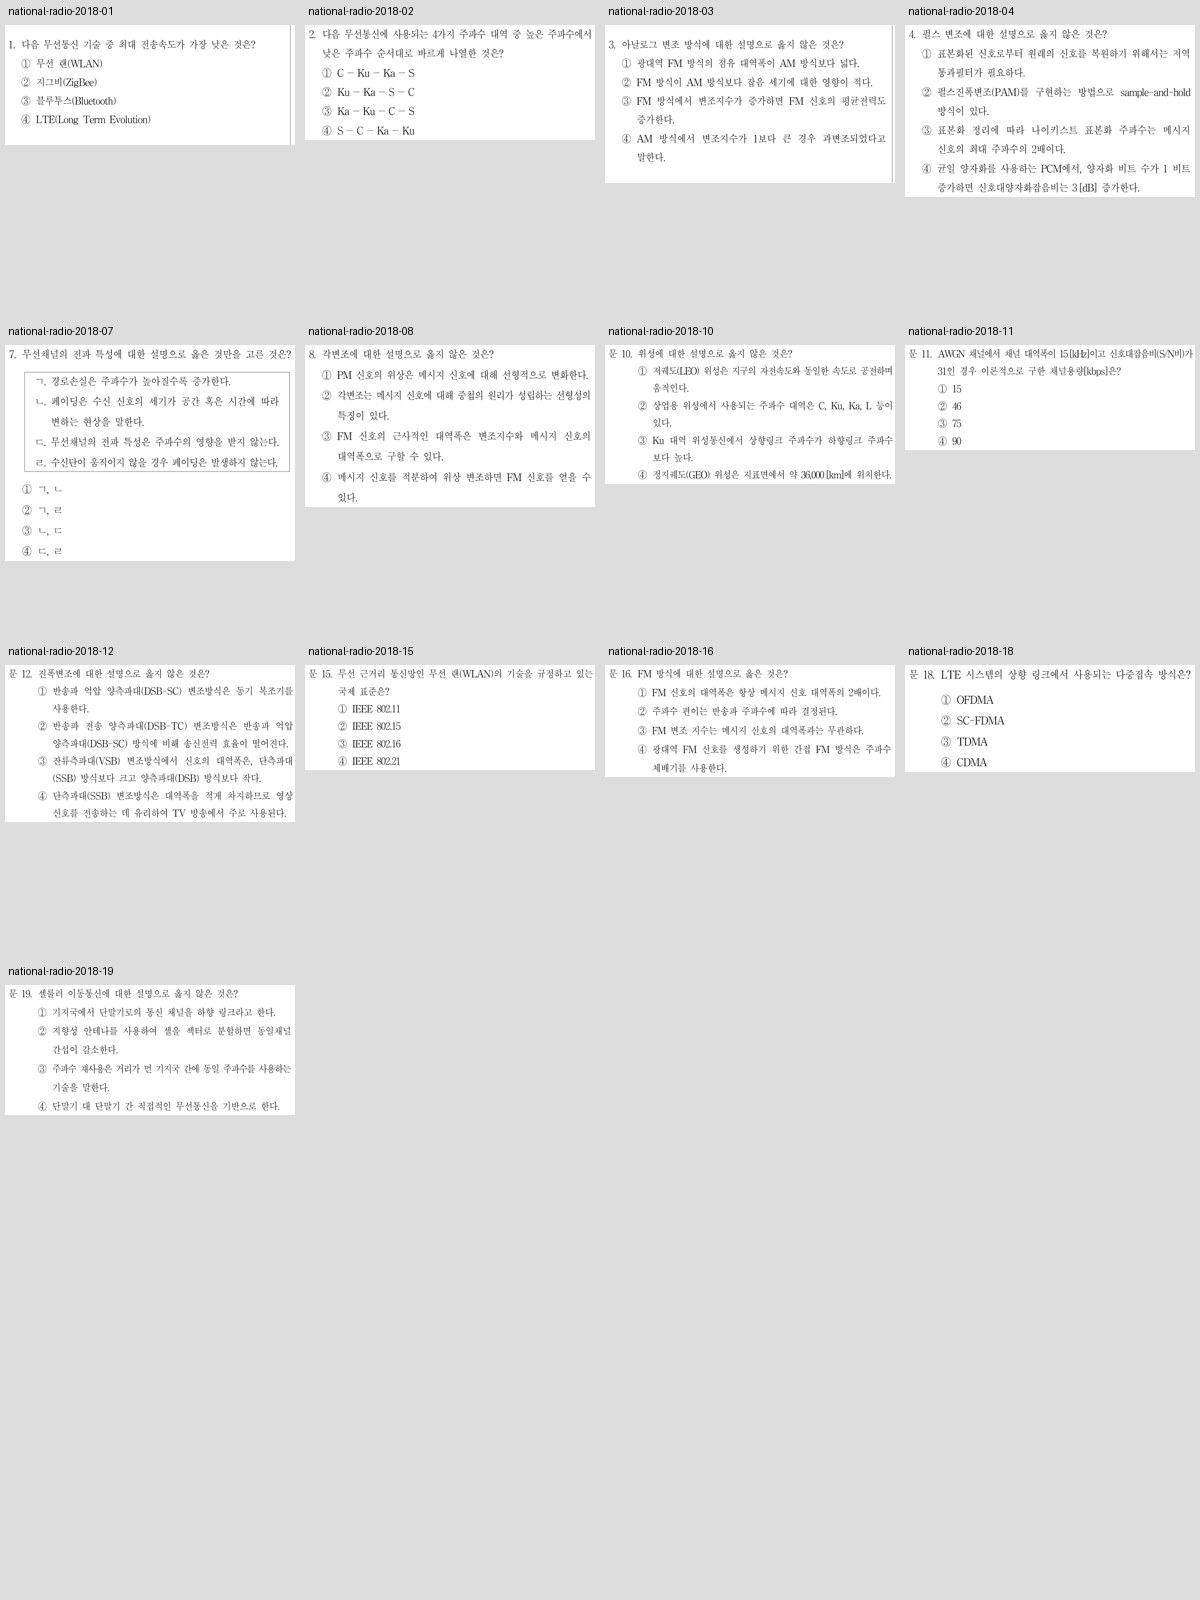 national-radio-2018-01
1. 다음 무선통신 기술 중 최대 전송속도가 가장 낮은 것은?
① 무선 랜(WLAN)
② 지그비(ZigBee)
③ 블루투스(Bluetooth)
④ LTE(Long Term Evolution)
national-radio-2018-02
2. 다음 무선통신에 사용되는 4가지 주파수 대역 중 높은 주파수에서
낮은 주파수 순서대로 바르게 나열한 것은?
① C - Ku - Ka - S
② Ku - Ka - S - C
③ Ka - Ku - C - S
④ S - C - Ka - Ku
national-radio-2018-03
3. 아날로그 변조 방식에 대한 설명으로 옳지 않은 것은?
① 광대역 FM 방식의 점유 대역폭이 AM 방식보다 넓다.
② FM 방식이 AM 방식보다 잡음 세기에 대한 영향이 적다.
③ FM 방식에서 변조지수가 증가하면 FM 신호의 평균전력도
증가한다.
④ AM 방식에서 변조지수가 1보다 큰 경우 과변조되었다고
말한다.
national-radio-2018-04
4. 펄스 변조에 대한 설명으로 옳지 않은 것은?
① 표본화된 신호로부터 원래의 신호를 복원하기 위해서는 저역
통과필터가 필요하다.
② 펄스진폭변조(PAM)를 구현하는 방법으로 sample-and-hold
방식이 있다.
③ 표본화 정리에 따라 나이키스트 표본화 주파수는 메시지
신호의 최대 주파수의 2배이다.
④ 균일 양자화를 사용하는 PCM에서, 양자화 비트 수가 1 비트
증가하면 신호대양자화잡음비는 3 [dB] 증가한다.
national-radio-2018-07
7. 무선채널의 전파 특성에 대한 설명으로 옳은 것만을 고른 것은?
ㄱ. 경로손실은 주파수가 높아질수록 증가한다.
ㄴ. 페이딩은 수신 신호의 세기가 공간 혹은 시간에 따라
변하는 현상을 말한다.
ㄷ. 무선채널의 전파 특성은 주파수의 영향을 받지 않는다.
ㄹ. 수신단이 움직이지 않을 경우 페이딩은 발생하지 않는다.
① ㄱ, ㄴ
② ㄱ, ㄹ
③ ㄴ, ㄷ
④ ㄷ, ㄹ
national-radio-2018-08
8. 각변조에 대한 설명으로 옳지 않은 것은?
① PM 신호의 위상은 메시지 신호에 대해 선형적으로 변화한다.
② 각변조는 메시지 신호에 대해 중첩의 원리가 성립하는 선형성의
특징이 있다.
③ FM 신호의 근사적인 대역폭은 변조지수와 메시지 신호의
대역폭으로 구할 수 있다.
④ 메시지 신호를 적분하여 위상 변조하면 FM 신호를 얻을 수
있다.
national-radio-2018-10
문 10. 위성에 대한 설명으로 옳지 않은 것은?
① 저궤도(LEO) 위성은 지구의 자전속도와 동일한 속도로 공전하며
움직인다.
② 상업용 위성에서 사용되는 주파수 대역은 C, Ku, Ka, L 등이
있다.
③ Ku 대역 위성통신에서 상향링크 주파수가 하향링크 주파수
보다 높다.
④ 정지궤도(GEO) 위성은 지표면에서 약 36,000 [km]에 위치한다.
national-radio-2018-11
문 11. AWGN 채널에서 채널 대역폭이 15 [kHz]이고 신호대잡음비(S/N비)가
31인 경우 이론적으로 구한 채널용량[kbps]은?
① 15
② 46
③ 75
④ 90
national-radio-2018-12
문 12. 진폭변조에 대한 설명으로 옳지 않은 것은?
① 반송파 억압 양측파대(DSB-SC) 변조방식은 동기 복조기를
사용한다.
② 반송파 전송 양측파대(DSB-TC) 변조방식은 반송파 억압
양측파대(DSB-SC) 방식에 비해 송신전력 효율이 떨어진다.
③ 잔류측파대(VSB) 변조방식에서 신호의 대역폭은, 단측파대
(SSB) 방식보다 크고 양측파대(DSB) 방식보다 작다.
④ 단측파대(SSB) 변조방식은 대역폭을 적게 차지하므로 영상
신호를 전송하는 데 유리하여 TV 방송에서 주로 사용된다.
national-radio-2018-15
문 15. 무선 근거리 통신망인 무선 랜(WLAN)의 기술을 규정하고 있는
국제 표준은?
① IEEE 802.11
② IEEE 802.15
③ IEEE 802.16
④ IEEE 802.21
national-radio-2018-16
문 16. FM 방식에 대한 설명으로 옳은 것은?
① FM 신호의 대역폭은 항상 메시지 신호 대역폭의 2배이다.
② 주파수 편이는 반송파 주파수에 따라 결정된다.
③ FM 변조 지수는 메시지 신호의 대역폭과는 무관하다.
④ 광대역 FM 신호를 생성하기 위한 간접 FM 방식은 주파수
체배기를 사용한다.
national-radio-2018-18
문 18. LTE 시스템의 상향 링크에서 사용되는 다중접속 방식은?
① OFDMA
② SC-FDMA
③ TDMA
④ CDMA
national-radio-2018-19
문 19. 셀룰러 이동통신에 대한 설명으로 옳지 않은 것은?
① 기지국에서 단말기로의 통신 채널을 하향 링크라고 한다.
② 지향성 안테나를 사용하여 셀을 섹터로 분할하면 동일채널
간섭이 감소한다.
③ 주파수 재사용은 거리가 먼 기지국 간에 동일 주파수를 사용하는
기술을 말한다.
④ 단말기 대 단말기 간 직접적인 무선통신을 기반으로 한다.